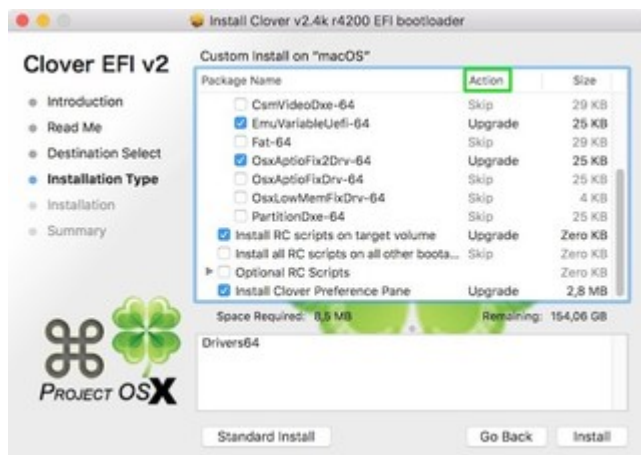 Install Clover v2.4k r4200 EFI bootloader
Clover EFI v2
Introduction
Read Me
Destination Select
Installation Type
Installation
Summary
PROJECT OSX
Custom Install on "macOS"
Package Name Action Size
CsmVideoDxe-64 Skip 29 KB
EmuVariableUefi-64 Upgrade 25 KB
Fat-64 Skip 29 KB
OsxAptioFix2Drv-64 Upgrade 25 KB
OsxAptioFixDrv-64 Skip 25 KB
OsxLowMemFixDrv-64 Skip 4 KB
PartitionDxe-64 Skip 25 KB
Install RC scripts on target volume Upgrade Zero KB
Install all RC scripts on all other boota... Skip Zero KB
Optional RC Scripts Zero KB
Install Clover Preference Pane Upgrade 2,8 MB
Space Required: 8,5 MB Remaining: 154,06 GB
Drivers64
Standard Install Go Back Install